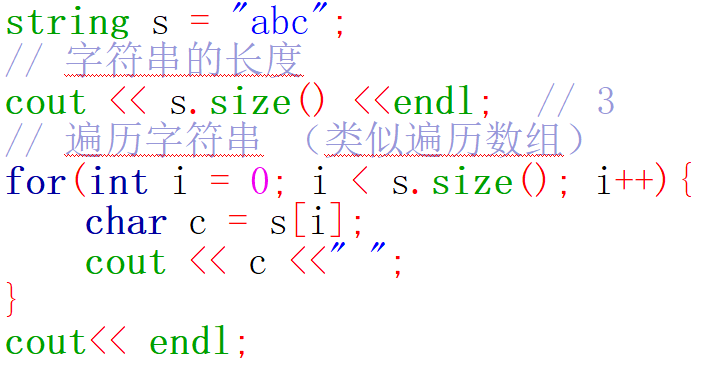 string s = "abc";
// 字符串的长度
cout << s.size() <<endl;  // 3
// 遍历字符串 （类似遍历数组）
for(int i = 0; i < s.size(); i++){
    char c = s[i];
    cout << c <<" ";
}
cout<< endl;